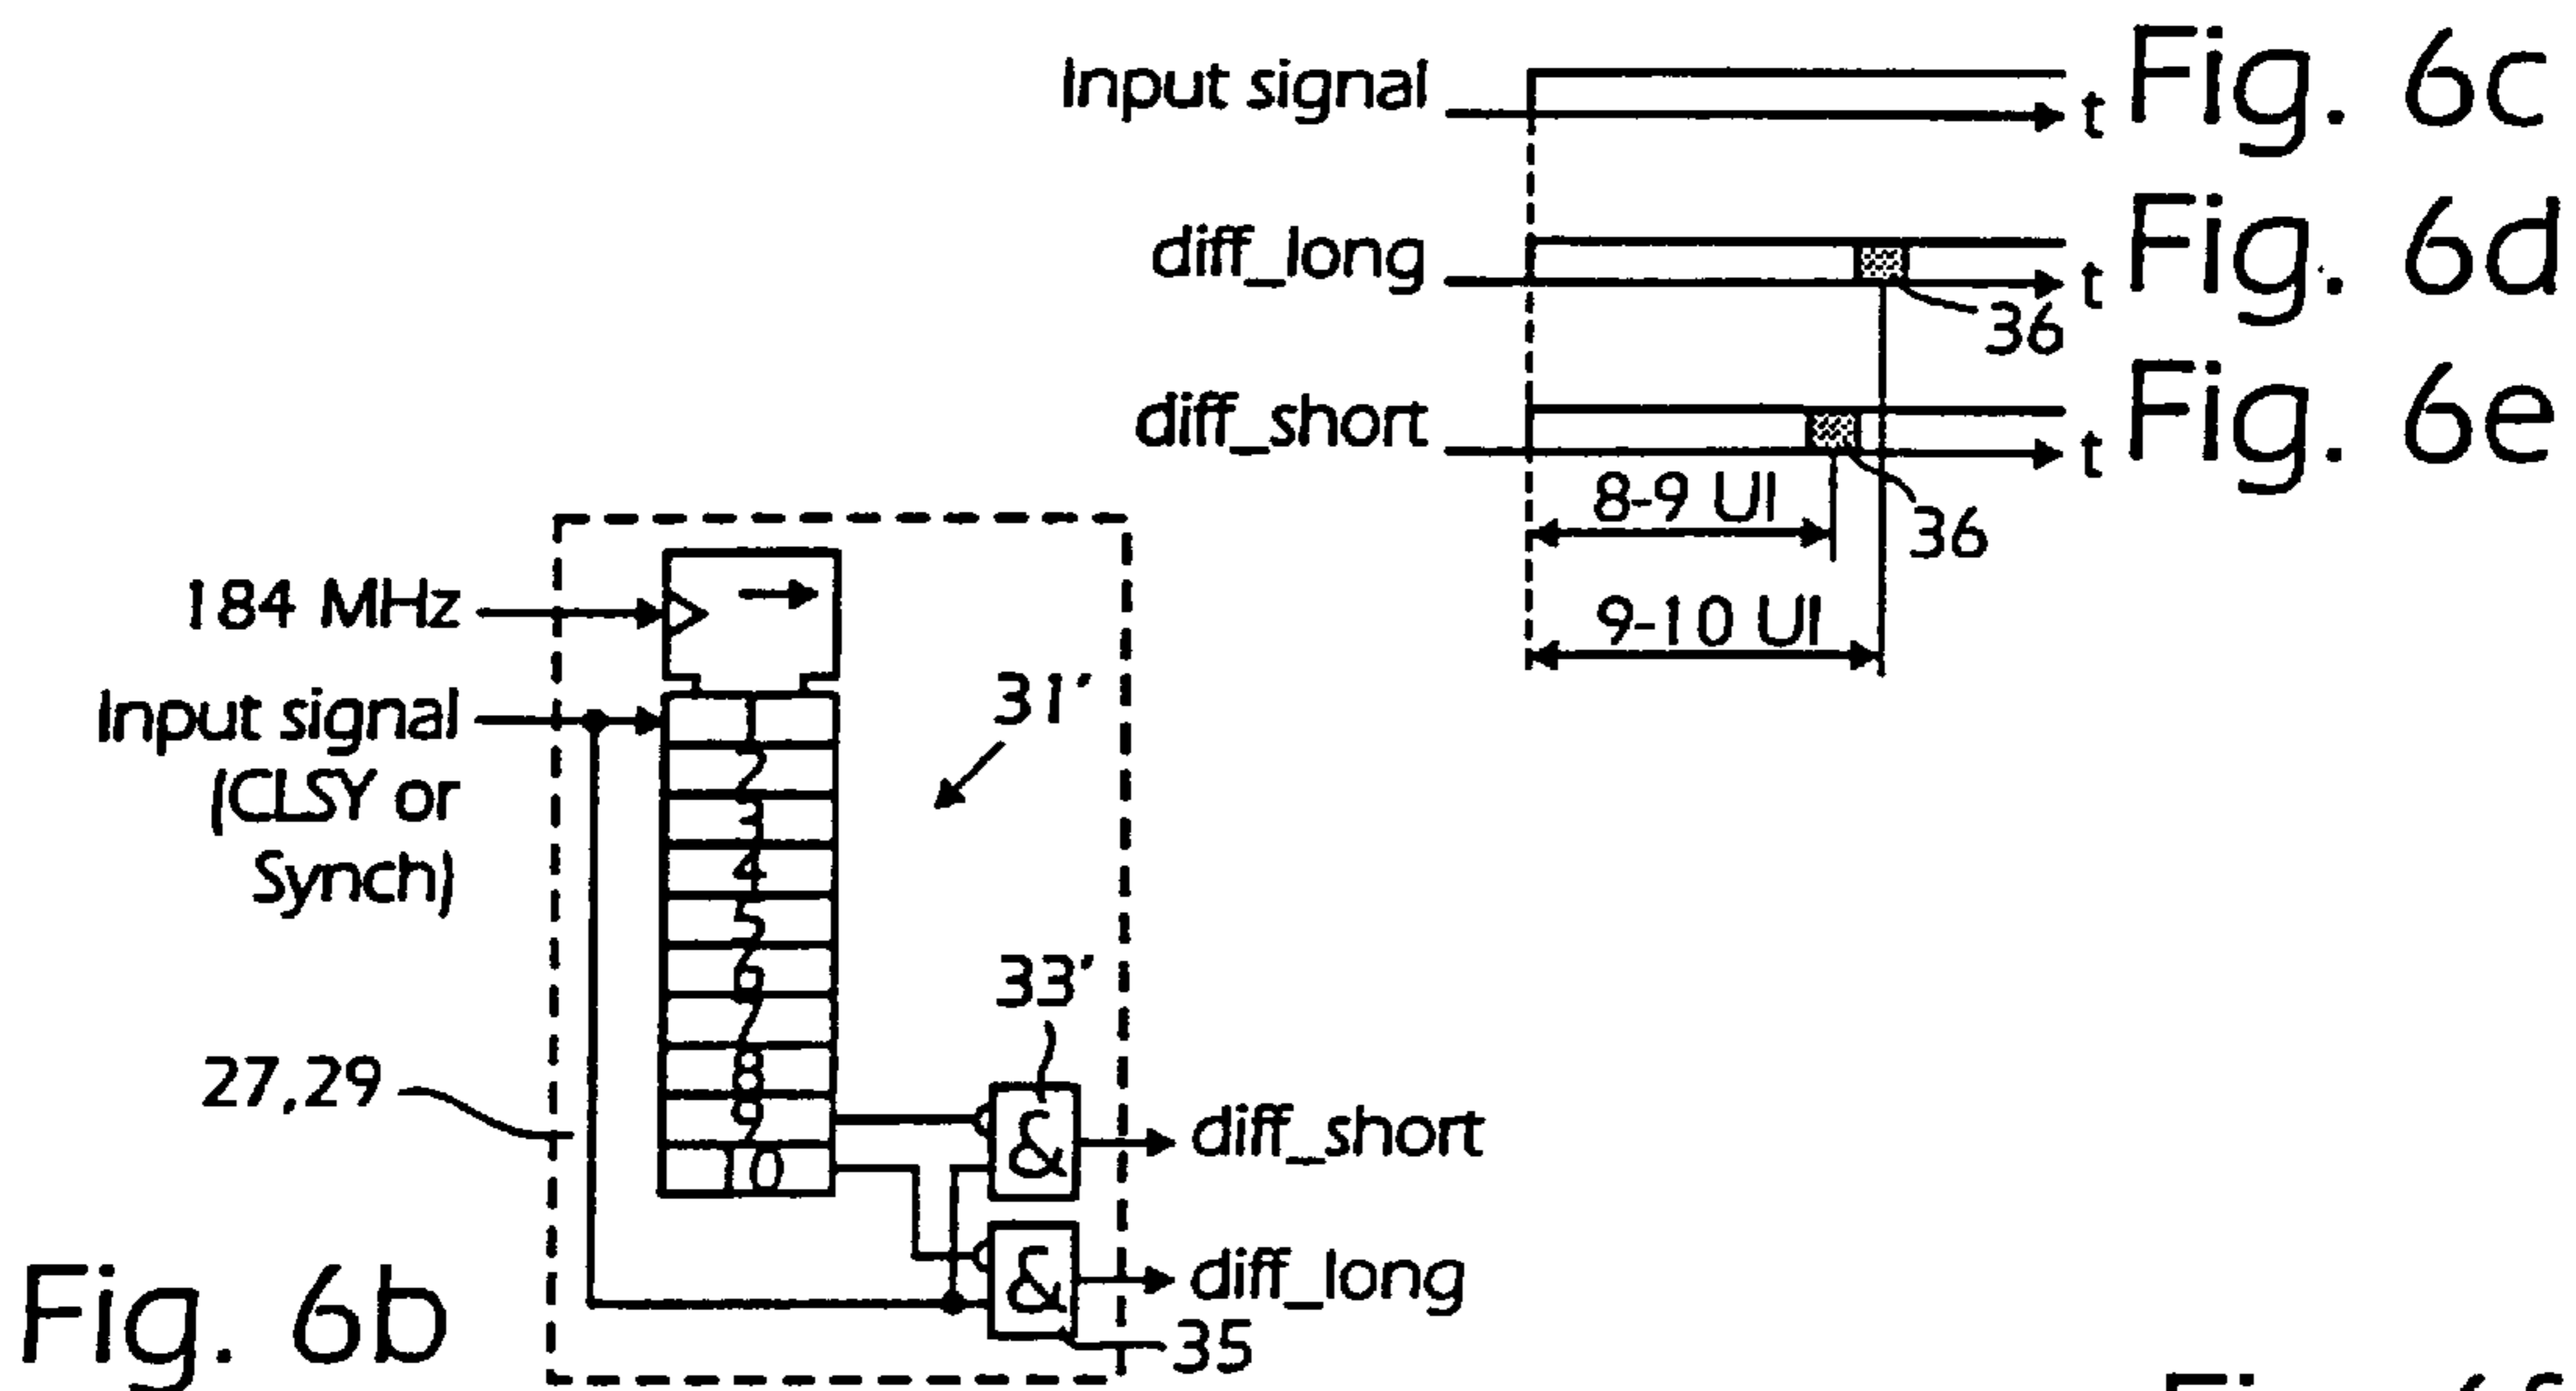 Input signal
t
Fig. 6c
diff_long
t
Fig. 6d
36
diff_short
t
Fig. 6e
8-9 UI
36
9-10 UI
184 MHz
Input signal
(CLSY or
Synch)
1
2
3
4
5
6
7
8
9
10
31'
33'
27,29
&
diff_short
&
diff_long
35
Fig. 6b